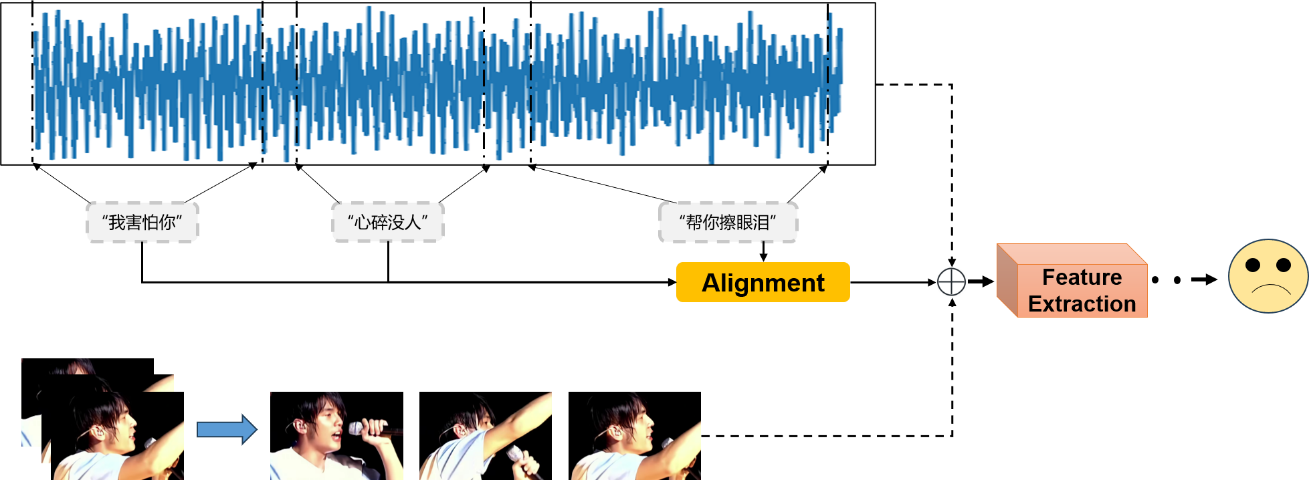 “我害怕你”
“心碎没人”
“帮你擦眼泪”
Alignment
Feature
Extraction